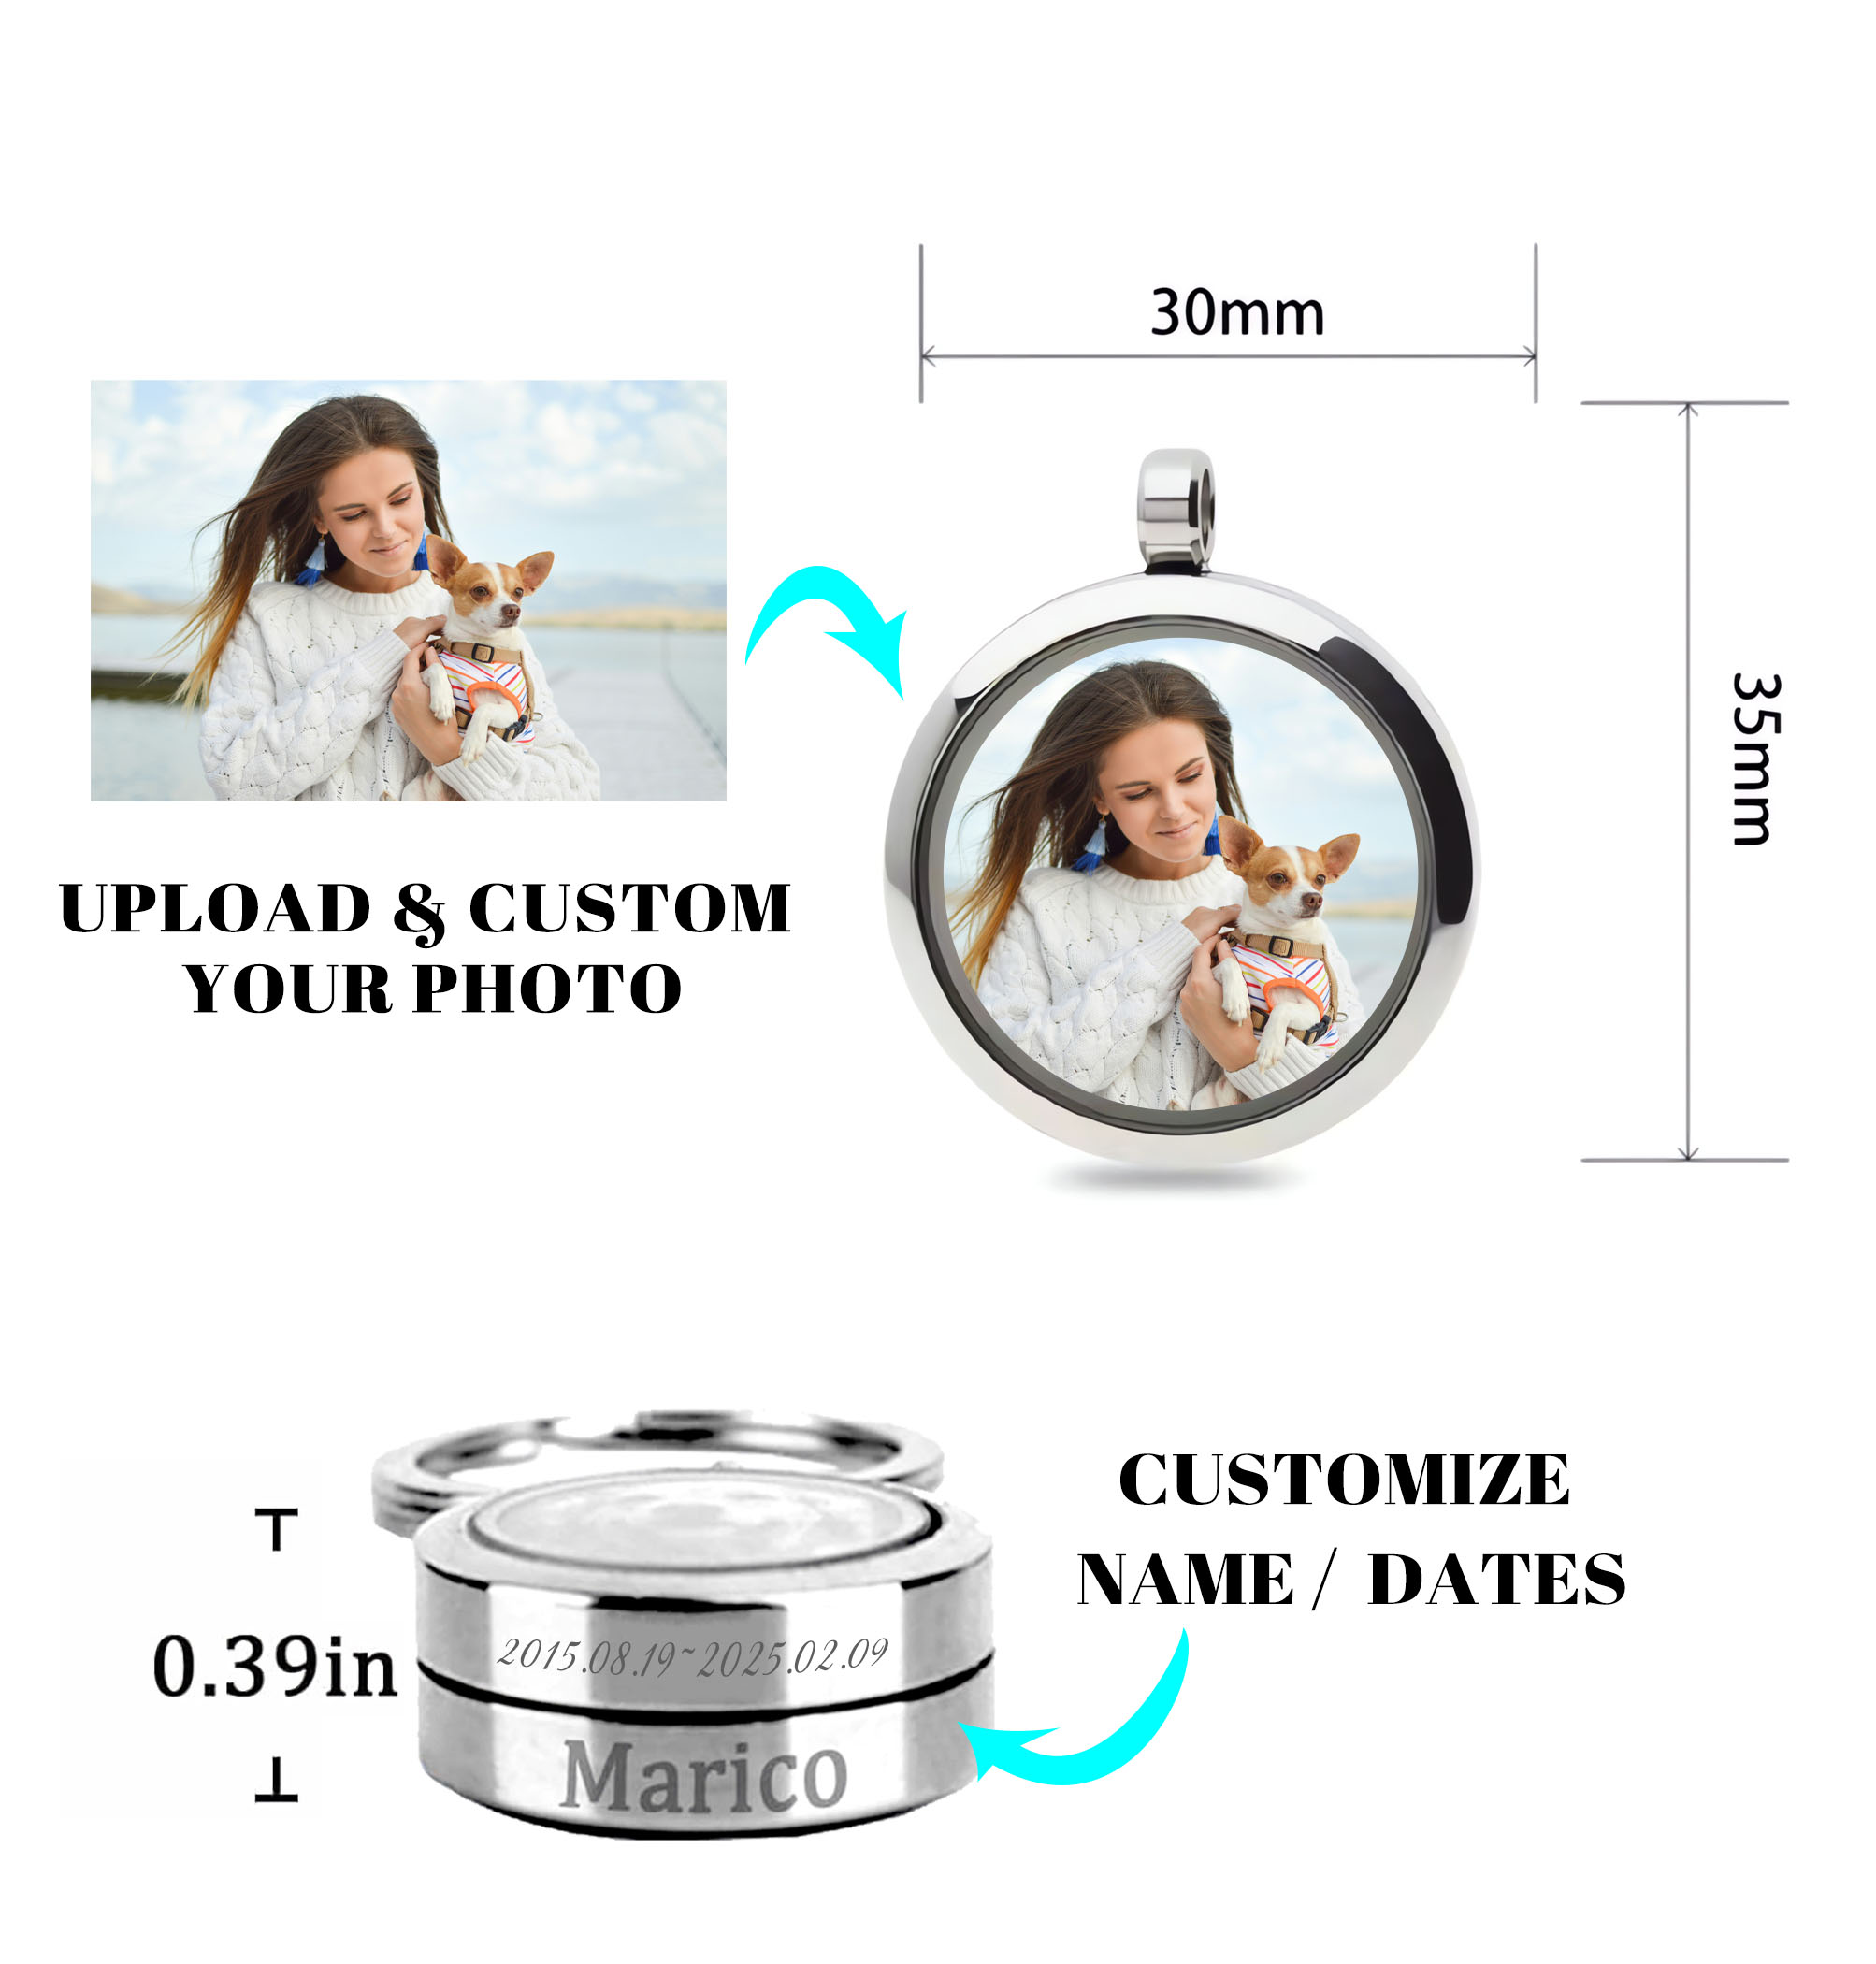 30mm
35mm
UPLOAD & CUSTOM
YOUR PHOTO
CUSTOMIZE
NAME / DATES
0.39in
2015.08.19~2025.02.09
Marico